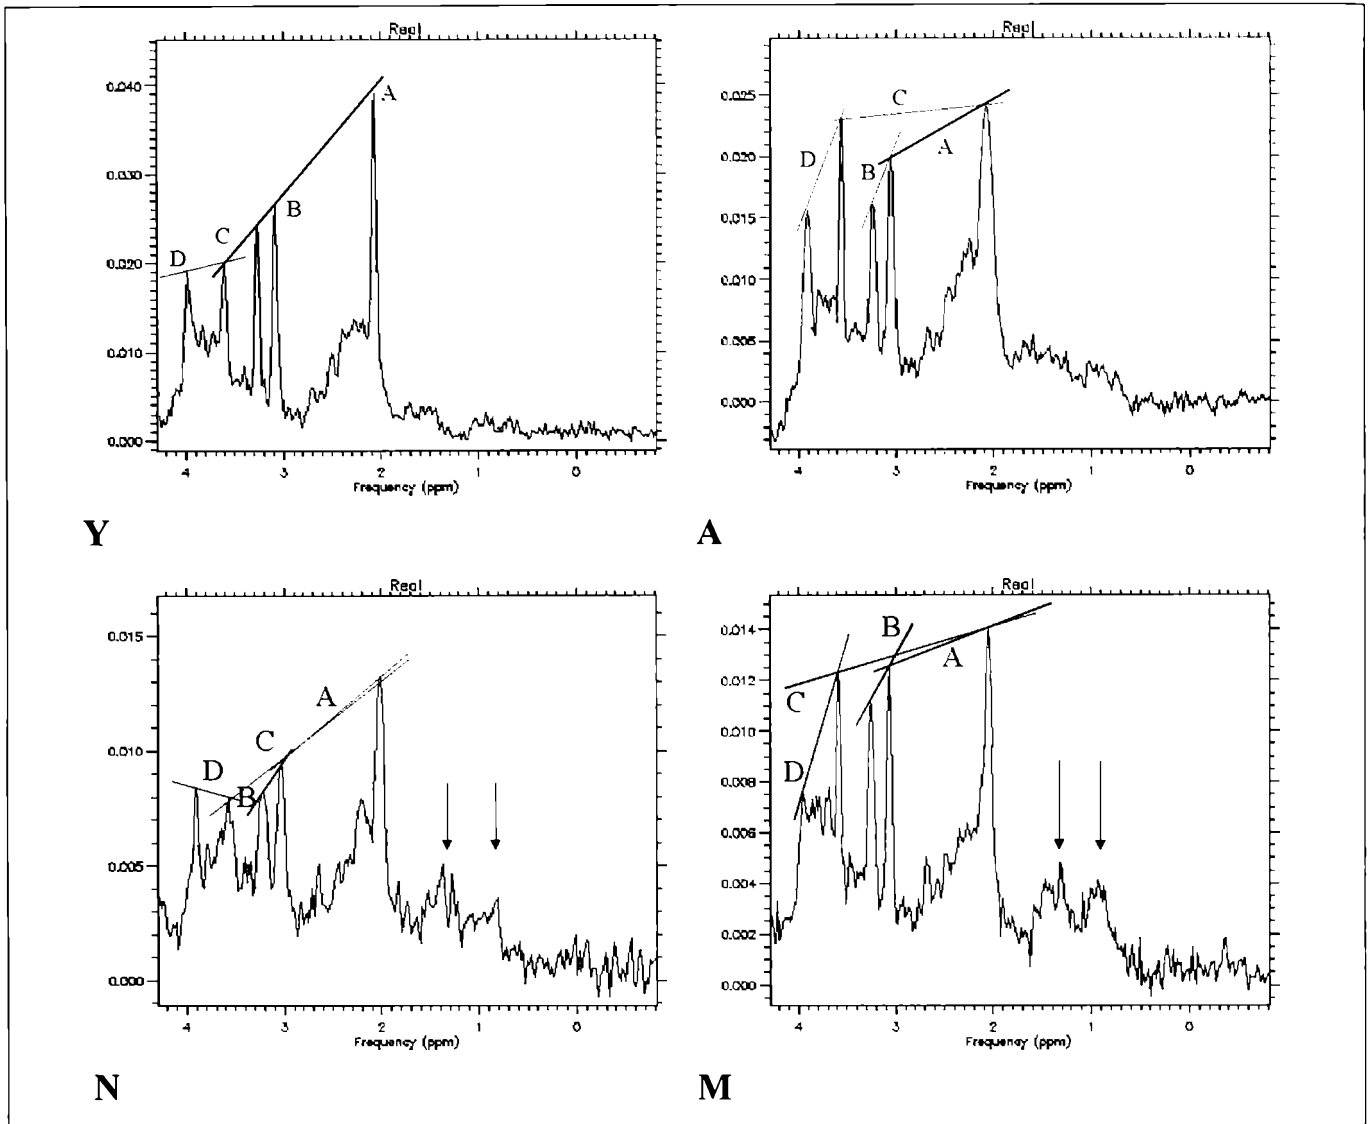 Real
0.040
0.030
0.020
0.010
0.000
A
B
C
D
4 3 2 1 0
Frequency (ppm)
Y
Real
0.025
0.020
0.015
0.010
0.005
0.000
C
D
B
A
4 3 2 1 0
Frequency (ppm)
A
Real
0.015
0.010
0.005
0.000
A
C
D
B
4 3 2 1 0
Frequency (ppm)
N
Real
0.014
0.012
0.010
0.008
0.006
0.004
0.002
0.000
B
A
C
D
4 3 2 1 0
Frequency (ppm)
M